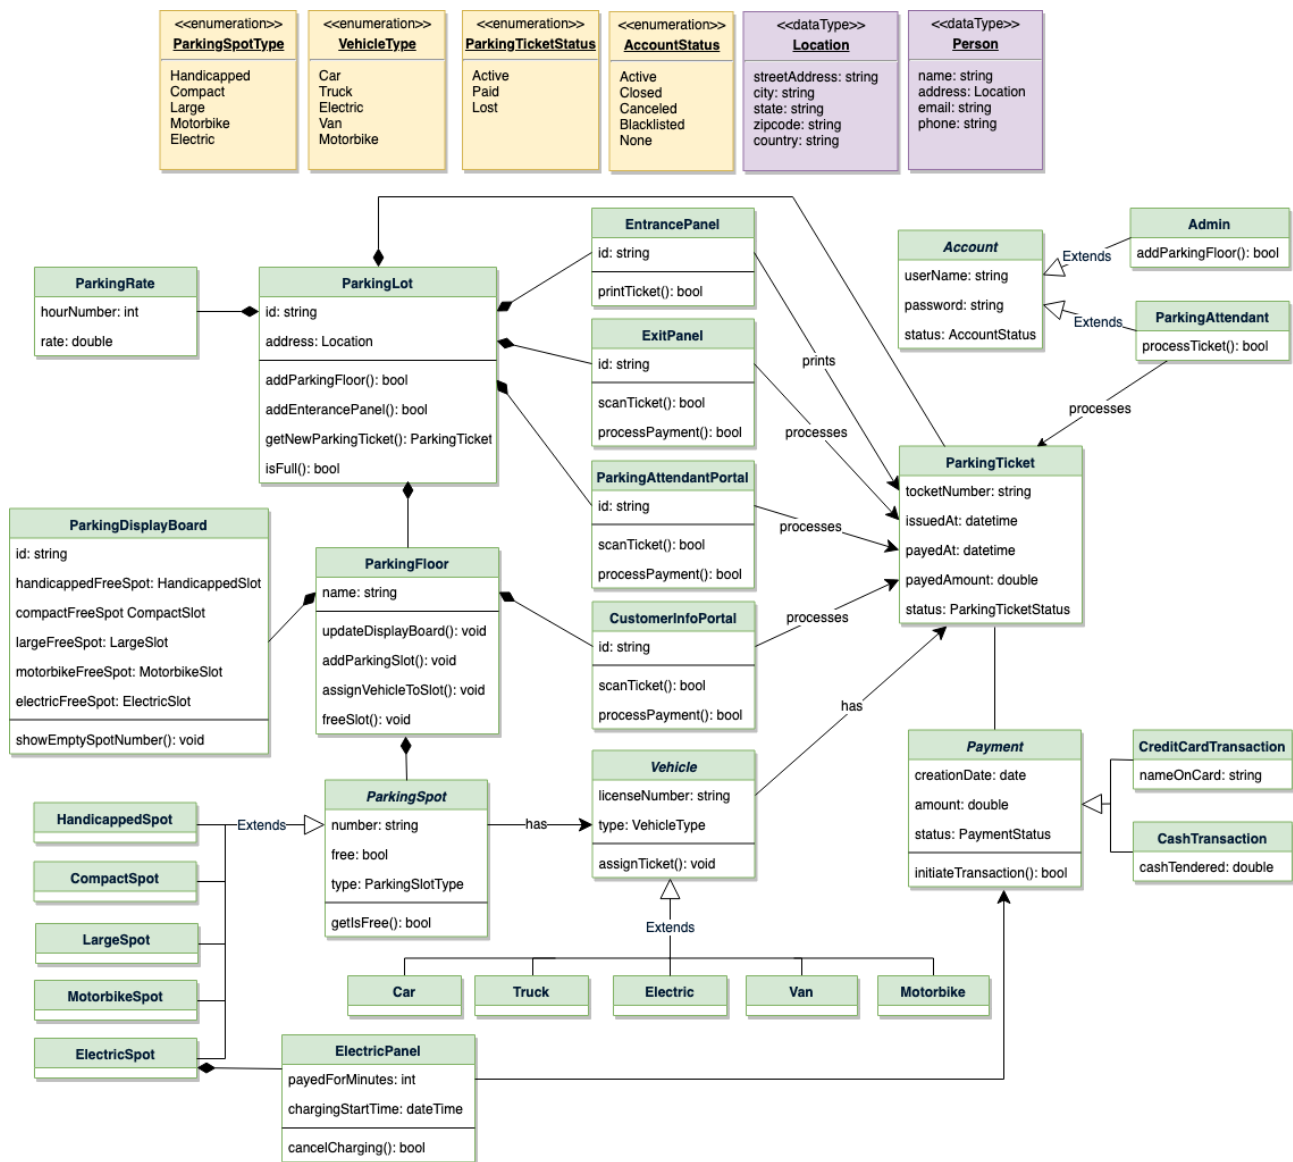 <<enumeration>>
ParkingSpotType
Handicapped
Compact
Large
Motorbike
Electric
<<enumeration>>
VehicleType
Car
Truck
Electric
Van
Motorbike
<<enumeration>>
ParkingTicketStatus
Active
Paid
Lost
<<enumeration>>
AccountStatus
Active
Closed
Canceled
Blacklisted
None
<<dataType>>
Location
streetAddress: string
city: string
state: string
zipcode: string
country: string
<<dataType>>
Person
name: string
address: Location
email: string
phone: string
ParkingRate
hourNumber: int
rate: double
ParkingLot
id: string
address: Location
addParkingFloor(): bool
addEnterancePanel(): bool
getNewParkingTicket(): ParkingTicket
isFull(): bool
EntrancePanel
id: string
printTicket(): bool
ExitPanel
id: string
scanTicket(): bool
processPayment(): bool
ParkingAttendantPortal
id: string
scanTicket(): bool
processPayment(): bool
CustomerInfoPortal
id: string
scanTicket(): bool
processPayment(): bool
prints
processes
processes
processes
has
Account
userName: string
password: string
status: AccountStatus
Extends
Extends
Admin
addParkingFloor(): bool
ParkingAttendant
processTicket(): bool
processes
ParkingTicket
tocketNumber: string
issuedAt: datetime
payedAt: datetime
payedAmount: double
status: ParkingTicketStatus
ParkingDisplayBoard
id: string
handicappedFreeSpot: HandicappedSlot
compactFreeSpot CompactSlot
largeFreeSpot: LargeSlot
motorbikeFreeSpot: MotorbikeSlot
electricFreeSpot: ElectricSlot
showEmptySpotNumber(): void
ParkingFloor
name: string
updateDisplayBoard(): void
addParkingSlot(): void
assignVehicleToSlot(): void
freeSlot(): void
ParkingSpot
number: string
free: bool
type: ParkingSlotType
getIsFree(): bool
has
Vehicle
licenseNumber: string
type: VehicleType
assignTicket(): void
Extends
Car
Truck
Electric
Van
Motorbike
Payment
creationDate: date
amount: double
status: PaymentStatus
initiateTransaction(): bool
CreditCardTransaction
nameOnCard: string
CashTransaction
cashTendered: double
HandicappedSpot
Extends
CompactSpot
LargeSpot
MotorbikeSpot
ElectricSpot
ElectricPanel
payedForMinutes: int
chargingStartTime: dateTime
cancelCharging(): bool